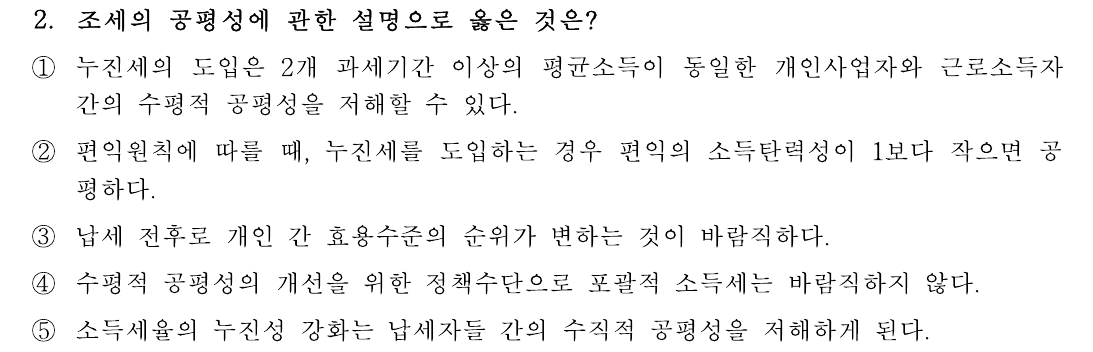 2. 조세의 공평성에 관한 설명으로 옳은 것은?
① 누진세의 도입은 2개 과세기간 이상의 평균소득이 동일한 개인사업자와 근로소득자
간의 수평적 공평성을 저해할 수 있다.
② 편익원칙에 따를 때, 누진세를 도입하는 경우 편익의 소득탄력성이 1보다 작으면 공
평하다.
③ 납세 전후로 개인 간 효용수준의 순위가 변하는 것이 바람직하다.
④ 수평적 공평성의 개선을 위한 정책수단으로 포괄적 소득세는 바람직하지 않다.
⑤ 소득세율의 누진성 강화는 납세자들 간의 수직적 공평성을 저해하게 된다.